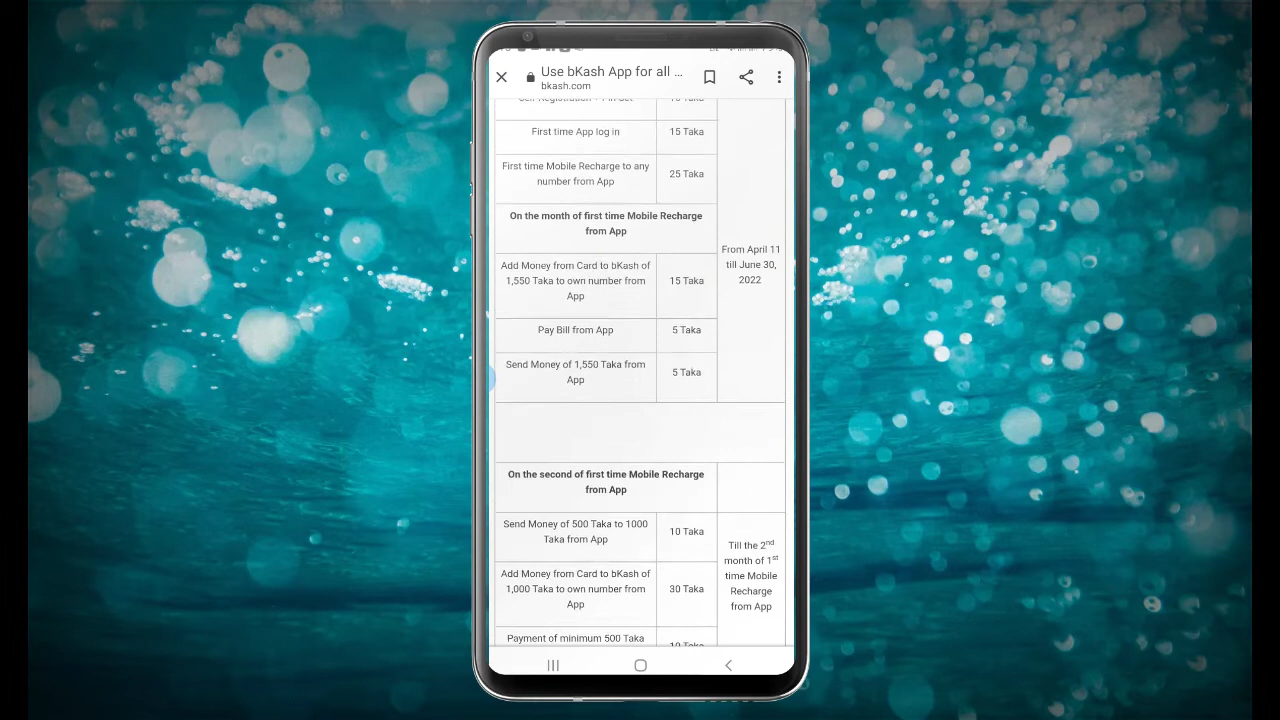 Use bKash App for all ...
bkash.com
First time App log in
15 Taka
First time Mobile Recharge to any
number from App
25 Taka
On the month of first time Mobile Recharge
from App
From April 11
till June 30,
2022
Add Money from Card to bKash of
1,550 Taka to own number from
App
15 Taka
Pay Bill from App
5 Taka
Send Money of 1,550 Taka from
App
5 Taka
On the second of first time Mobile Recharge
from App
Send Money of 500 Taka to 1000
Taka from App
10 Taka
Till the 2nd
month of 1st
time Mobile
Recharge
from App
Add Money from Card to bKash of
1,000 Taka to own number from
App
30 Taka
Payment of minimum 500 Taka
10 Taka